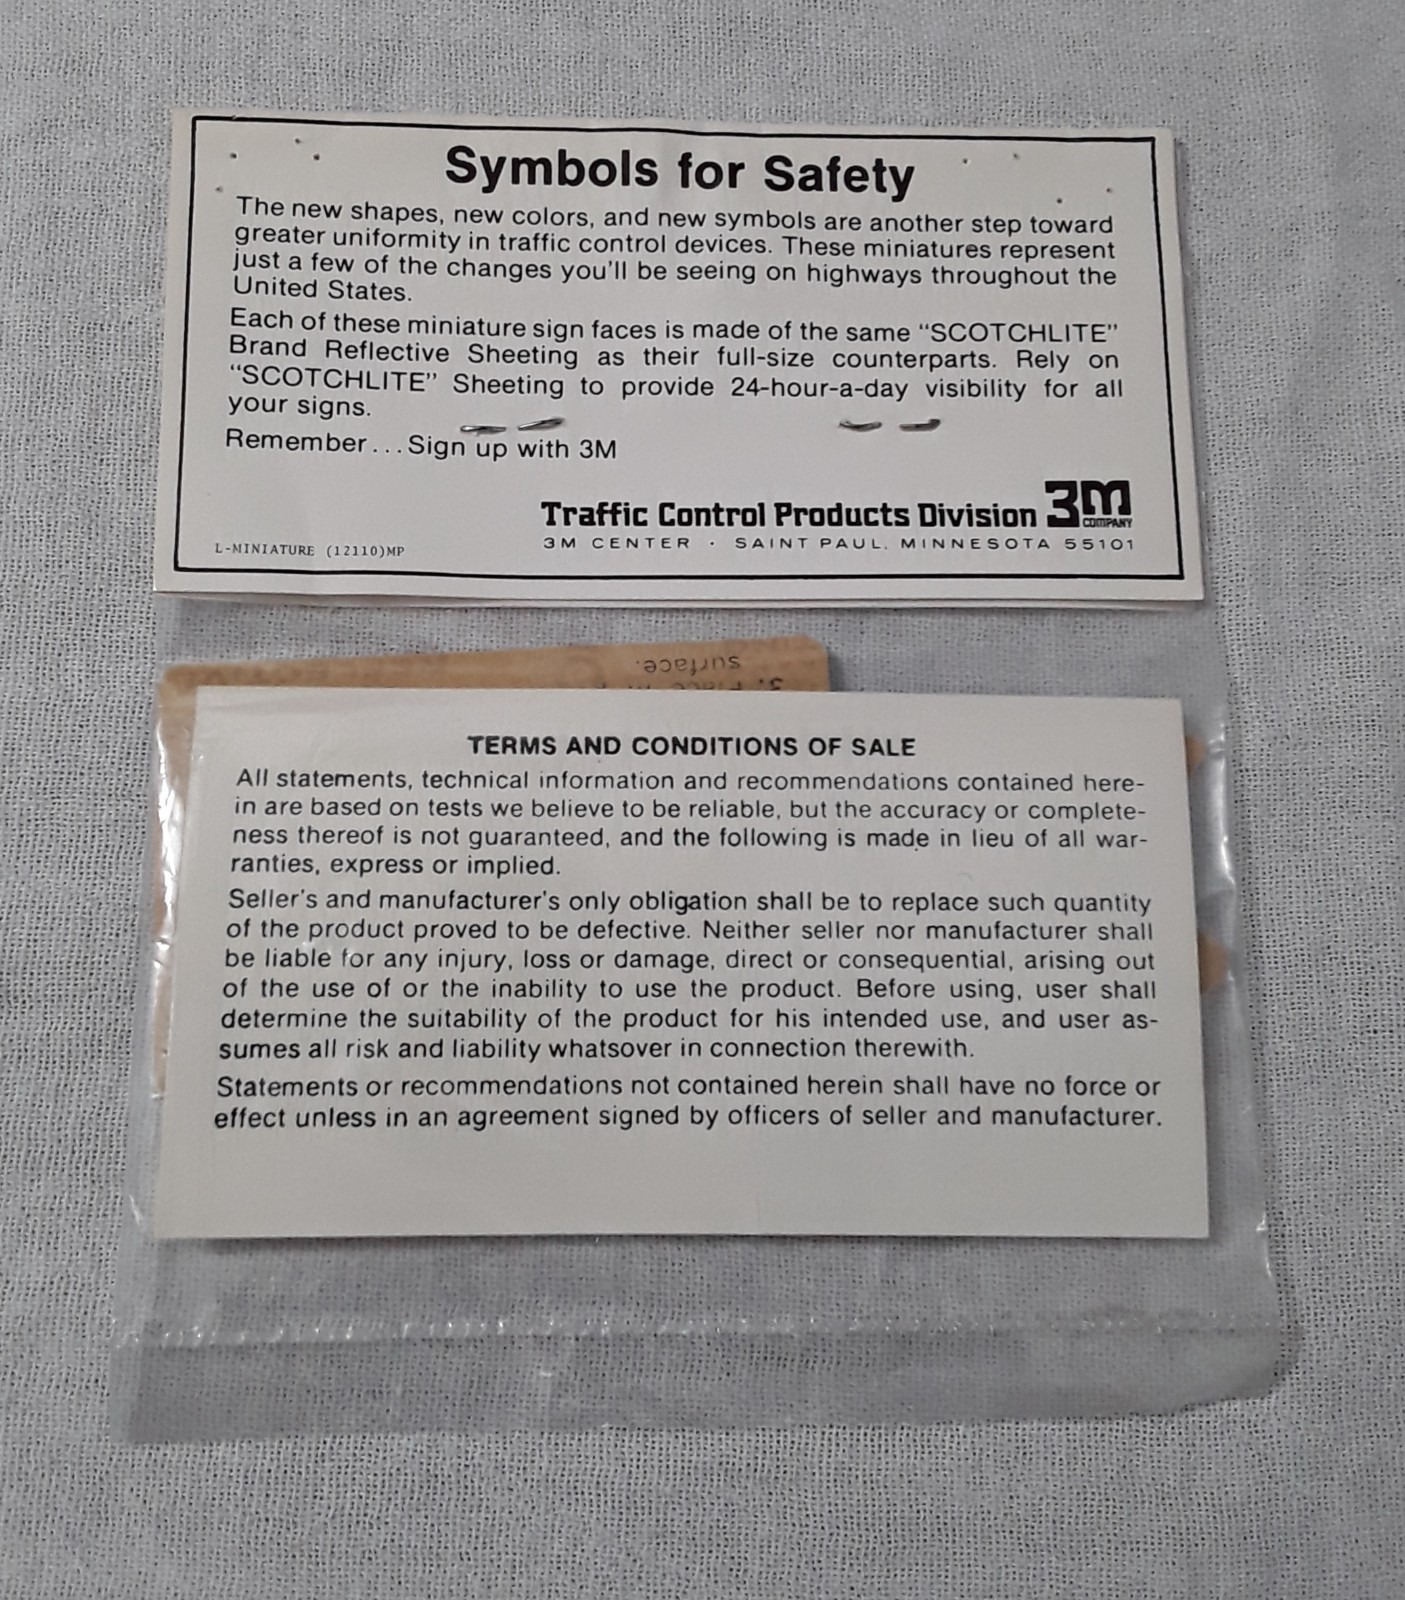 Symbols for Safety
The new shapes, new colors, and new symbols are another step toward
greater uniformity in traffic control devices. These miniatures represent
just a few of the changes you'll be seeing on highways throughout the
United States.
Each of these miniature sign faces is made of the same “SCOTCHLITE”
Brand Reflective Sheeting as their full-size counterparts. Rely on
“SCOTCHLITE” Sheeting to provide 24-hour-a-day visibility for all
your signs.
Remember...Sign up with 3M
Traffic Control Products Division 3M COMPANY
3M CENTER · SAINT PAUL, MINNESOTA 55101
L-MINIATURE (12110)MP
surface.
TERMS AND CONDITIONS OF SALE
All statements, technical information and recommendations contained here-
in are based on tests we believe to be reliable, but the accuracy or complete-
ness thereof is not guaranteed, and the following is made in lieu of all war-
ranties, express or implied.
Seller's and manufacturer's only obligation shall be to replace such quantity
of the product proved to be defective. Neither seller nor manufacturer shall
be liable for any injury, loss or damage, direct or consequential, arising out
of the use of or the inability to use the product. Before using, user shall
determine the suitability of the product for his intended use, and user as-
sumes all risk and liability whatsover in connection therewith.
Statements or recommendations not contained herein shall have no force or
effect unless in an agreement signed by officers of seller and manufacturer.